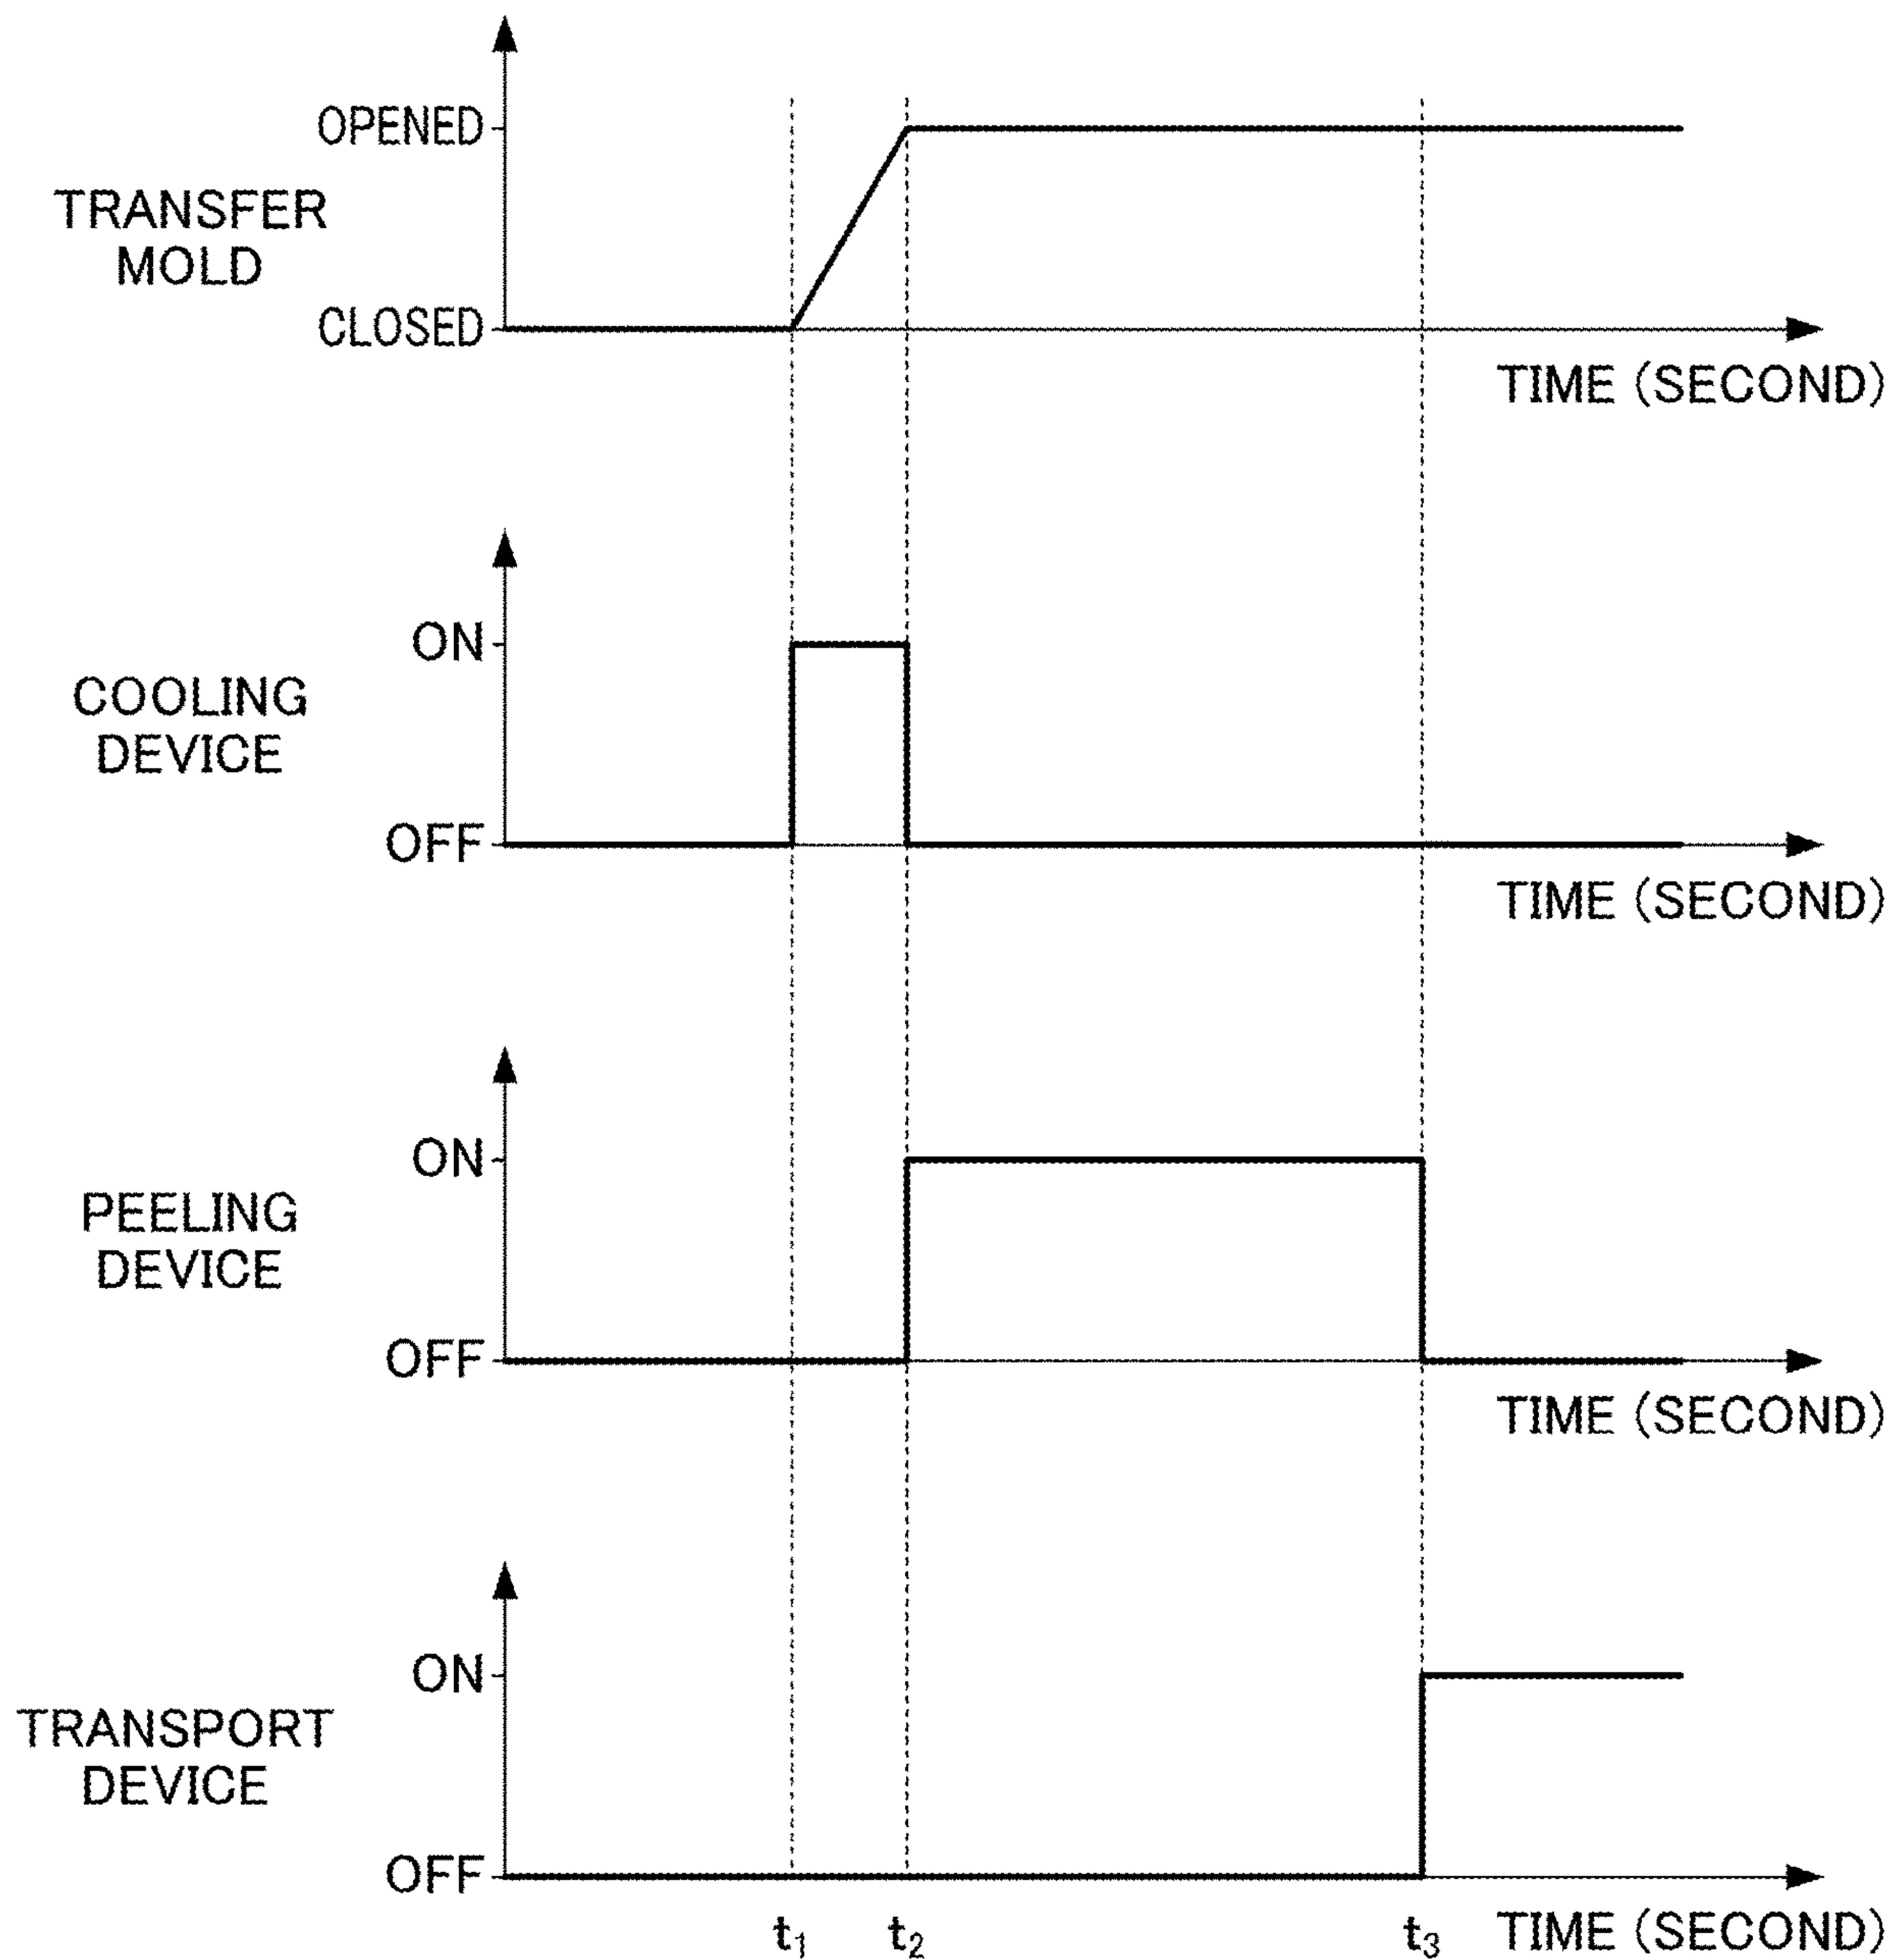 OPENED
TRANSFER
MOLD
CLOSED
TIME (SECOND)
ON
COOLING
DEVICE
OFF
TIME (SECOND)
ON
PEELING
DEVICE
OFF
TIME (SECOND)
ON
TRANSPORT
DEVICE
OFF
t₁ t₂ t₃ TIME (SECOND)